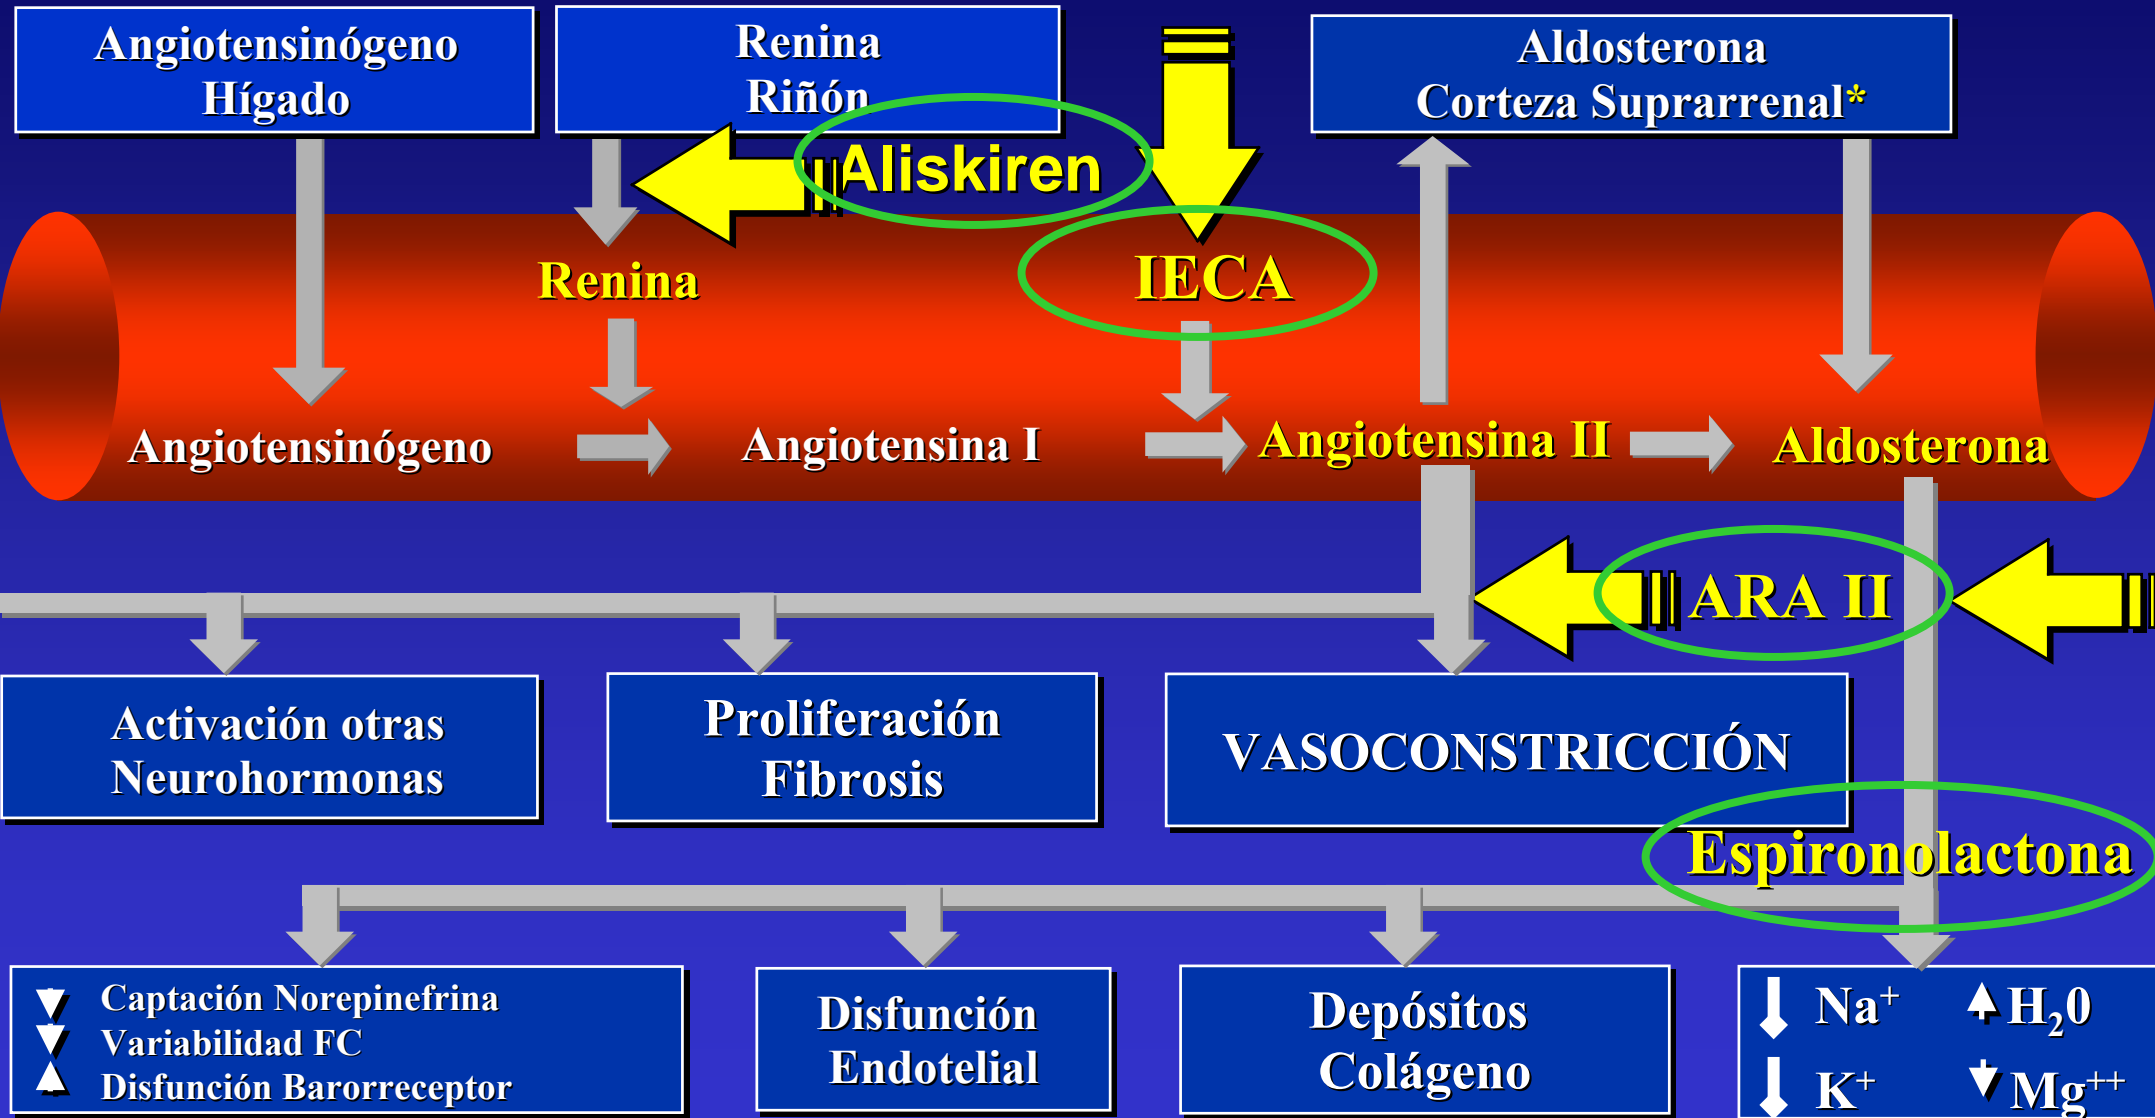 Angiotensinógeno
Hígado
Renina
Riñón
Aldosterona
Corteza Suprarrenal*
Aliskiren
Renina
IECA
Angiotensinógeno
Angiotensina I
Angiotensina II
Aldosterona
ARA II
Activación otras
Neurohormonas
Proliferación
Fibrosis
VASOCONSTRICCIÓN
Espironolactona
Captación Norepinefrina
Variabilidad FC
Disfunción Barorreceptor
Disfunción
Endotelial
Depósitos
Colágeno
Na⁺ H₂0
K⁺ Mg⁺⁺